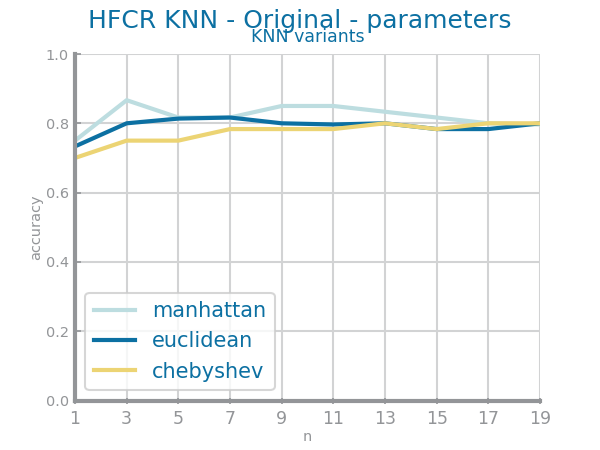 HFCR KNN - Original - parameters
KNN variants
1.0
0.8
0.6
0.4
0.2
0.0
accuracy
manhattan
euclidean
chebyshev
1 3 5 7 9 11 13 15 17 19
n